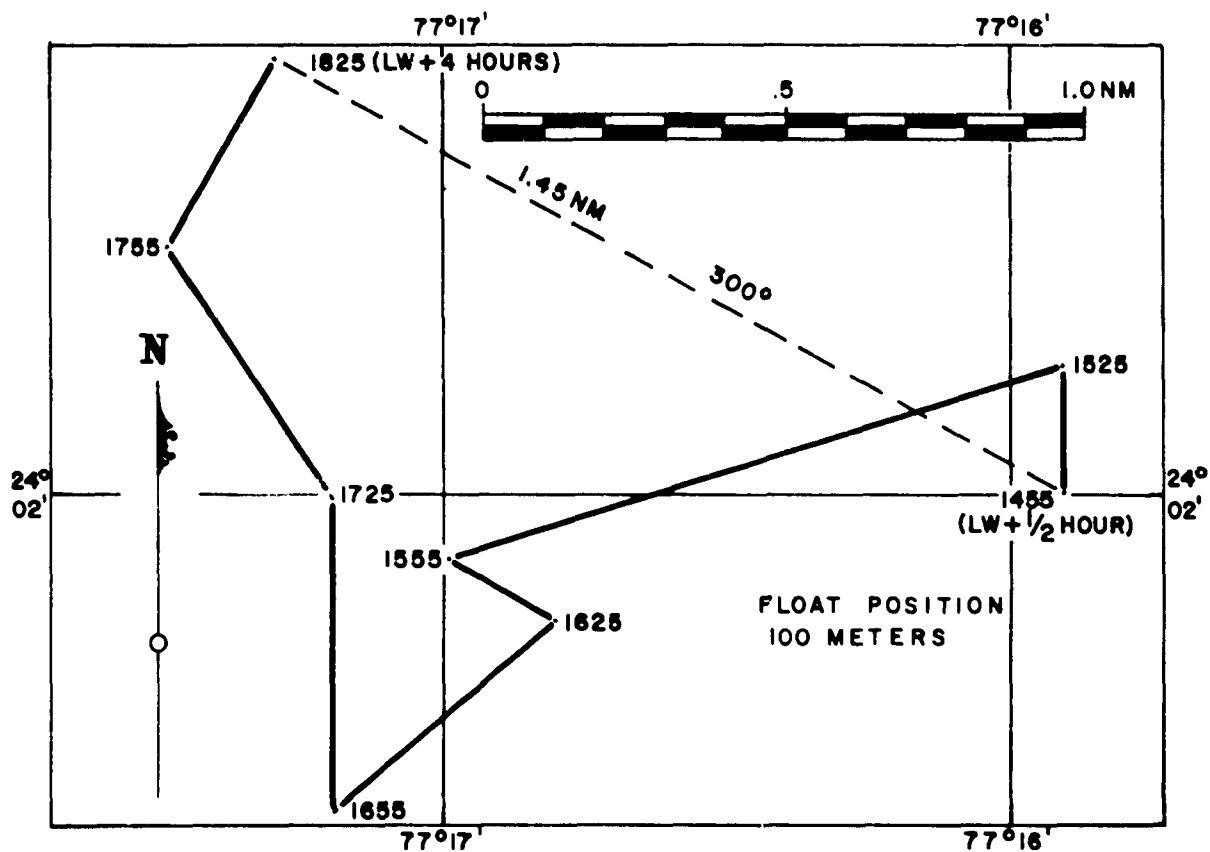 77°17'
77°16'
1825 (LW + 4 HOURS)
0 .5 1.0 NM
1.45 NM
1755
300°
N
1525
24°
02'
1725
1455
(LW + 1/2 HOUR)
24°
02'
1555
1625
FLOAT POSITION
100 METERS
1655
77°17'
77°16'